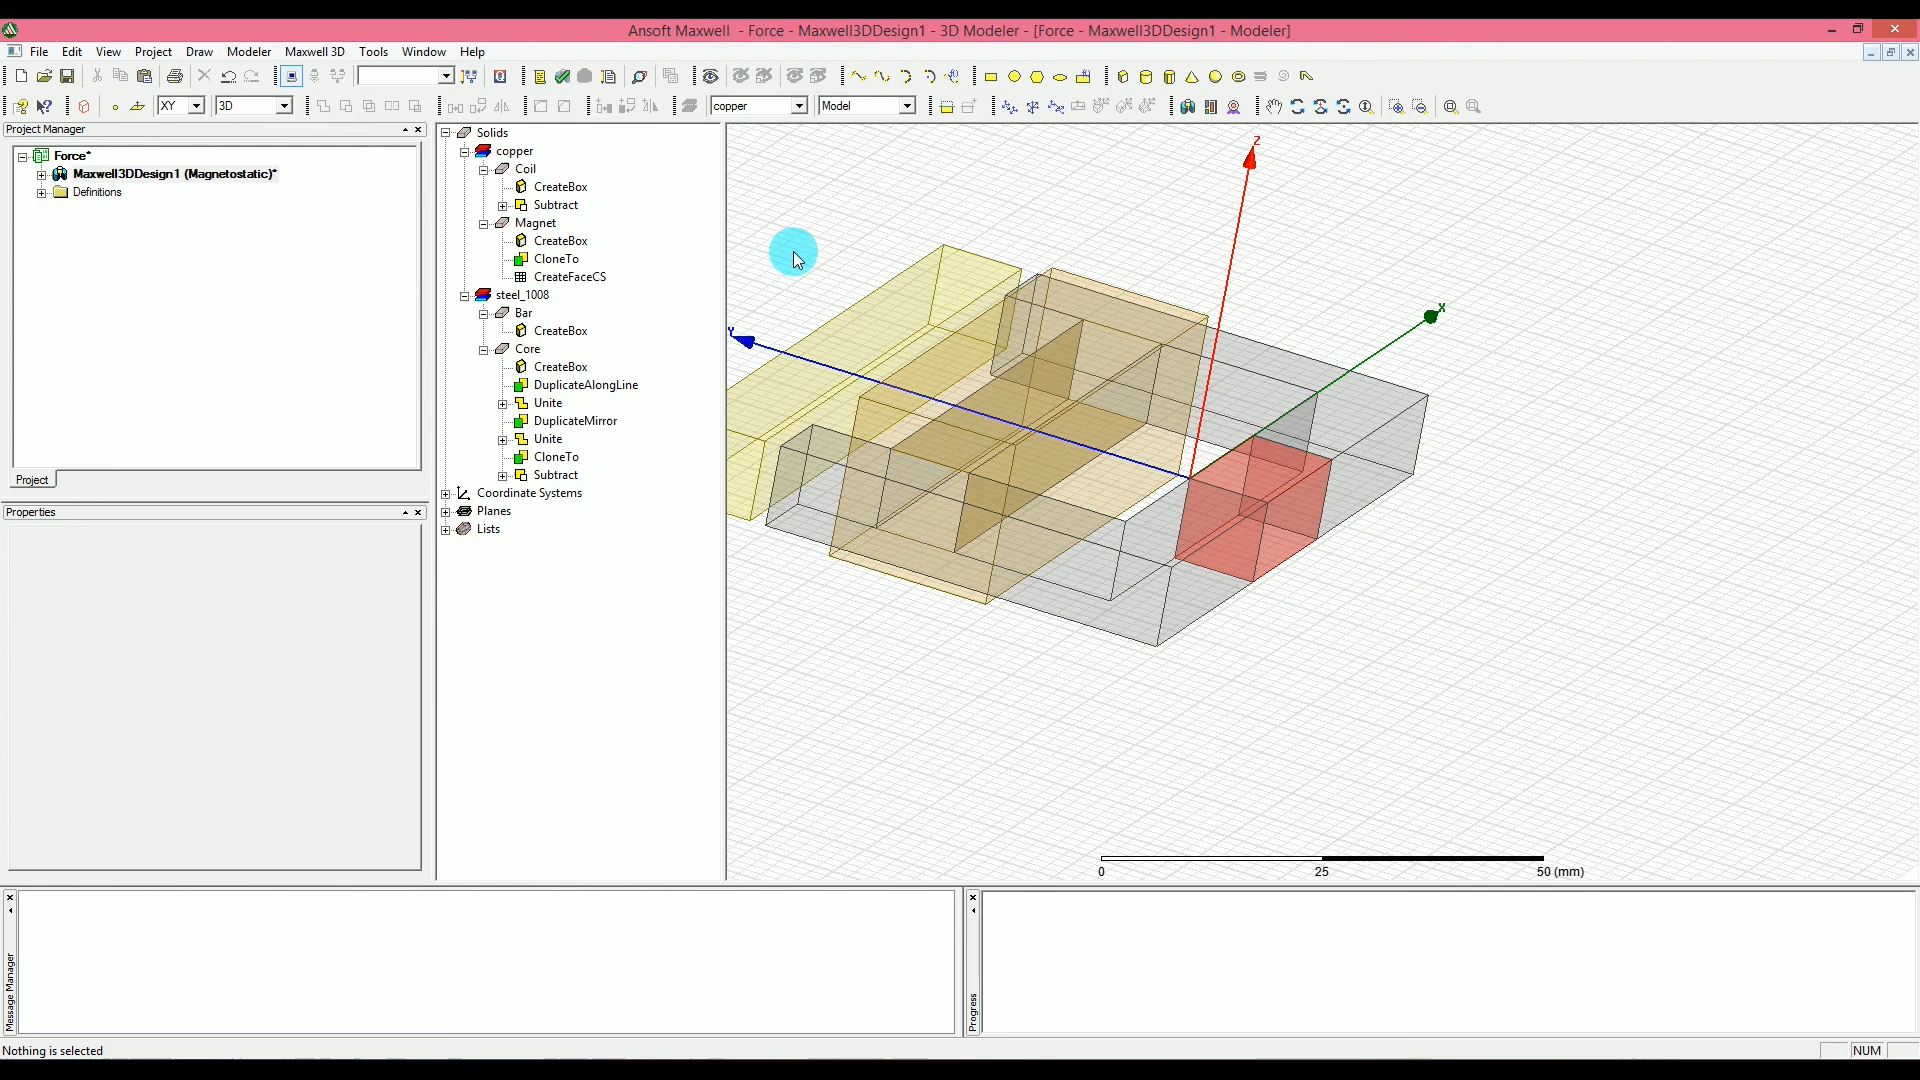 Ansoft Maxwell - Force - Maxwell3DDesign1 - 3D Modeler - [Force - Maxwell3DDesign1 - Modeler]
File Edit View Project Draw Modeler Maxwell 3D Tools Window Help
XY 3D copper Model
Project Manager
Force*
Maxwell3DDesign1 (Magnetostatic)*
Definitions
Project
Properties
Solids
copper
Coil
CreateBox
Subtract
Magnet
CreateBox
CloneTo
CreateFaceCS
steel_1008
Bar
CreateBox
Core
CreateBox
DuplicateAlongLine
Unite
DuplicateMirror
Unite
CloneTo
Subtract
Coordinate Systems
Planes
Lists
Z
X
Y
0 25 50 (mm)
Message Manager
Progress
Nothing is selected
NUM